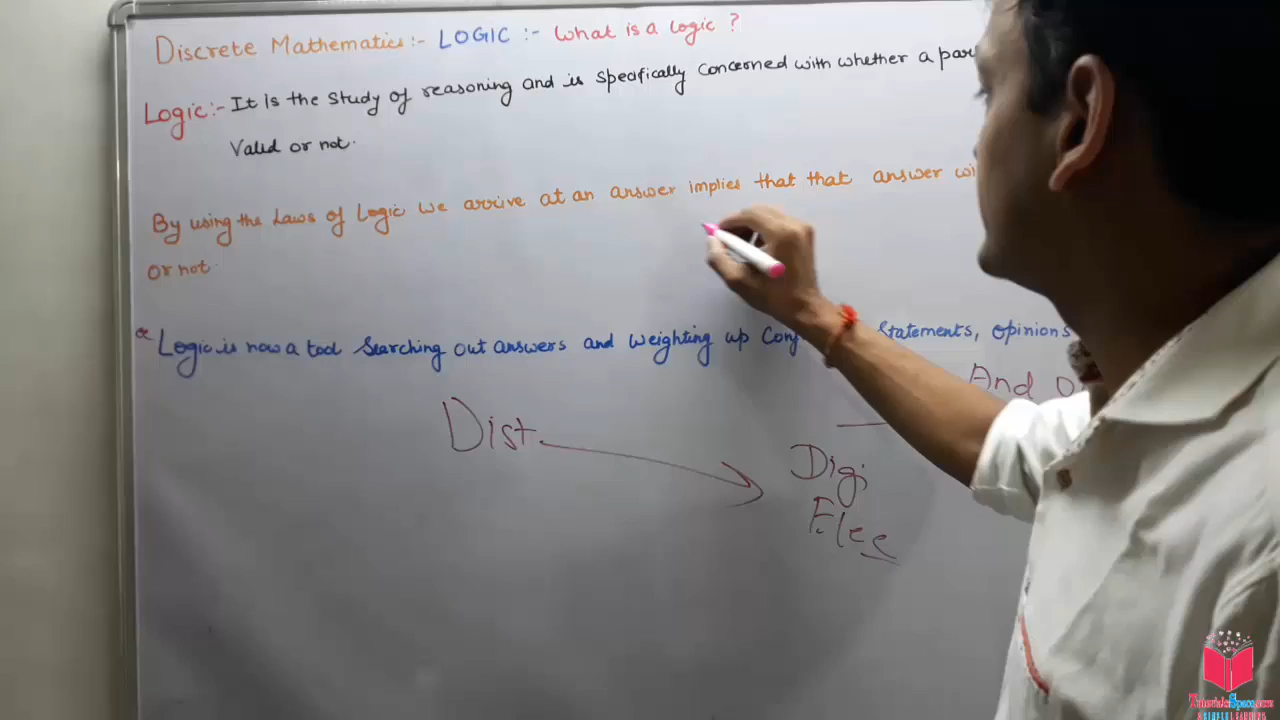 Discrete Mathematics:- LOGIC :- What is a logic ?
Logic:- It Is the study of reasoning and is specifically concerned with whether a par
Valid or not.
By using the Laws of Logic we arrive at an answer implies that that answer wi
Or not
Logic is now a tool searching out answers and weighting up Con Statements, opinions
And O
Dist
Digi
Elec
TutorialsSpace.com